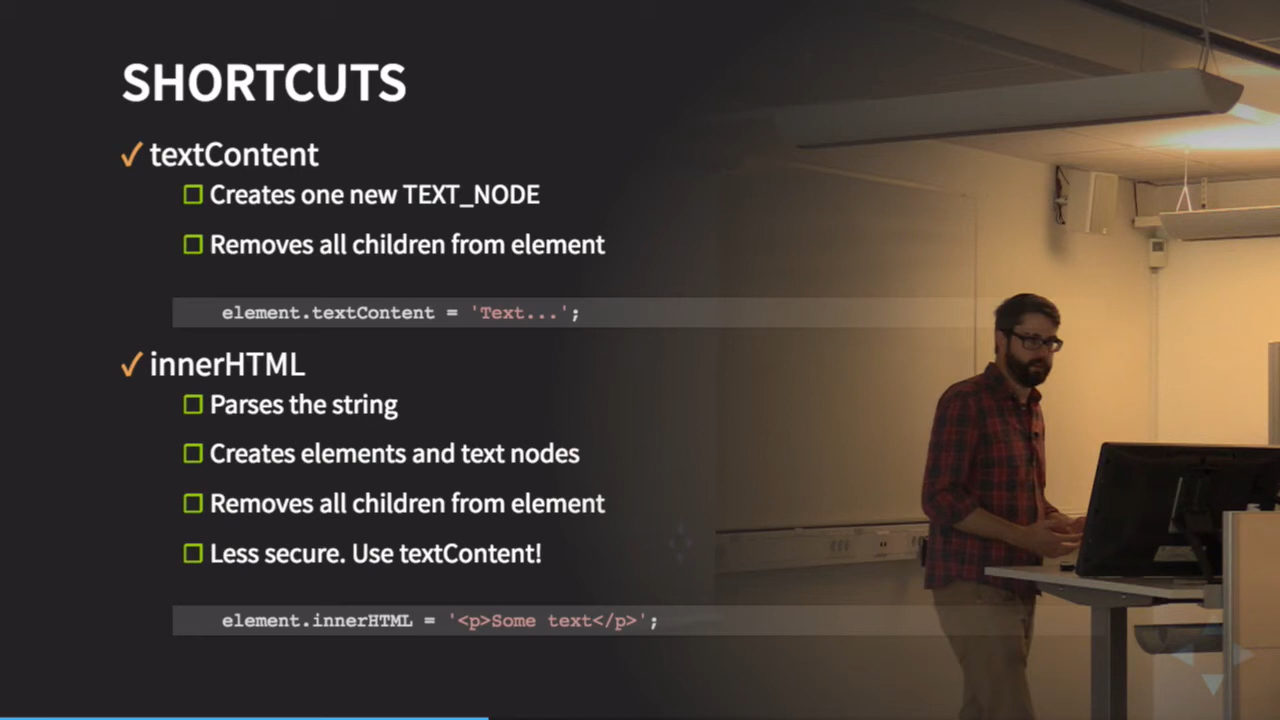 SHORTCUTS
✓ textContent
Creates one new TEXT_NODE
Removes all children from element
element.textContent = 'Text...';
✓ innerHTML
Parses the string
Creates elements and text nodes
Removes all children from element
Less secure. Use textContent!
element.innerHTML = '<p>Some text</p>';